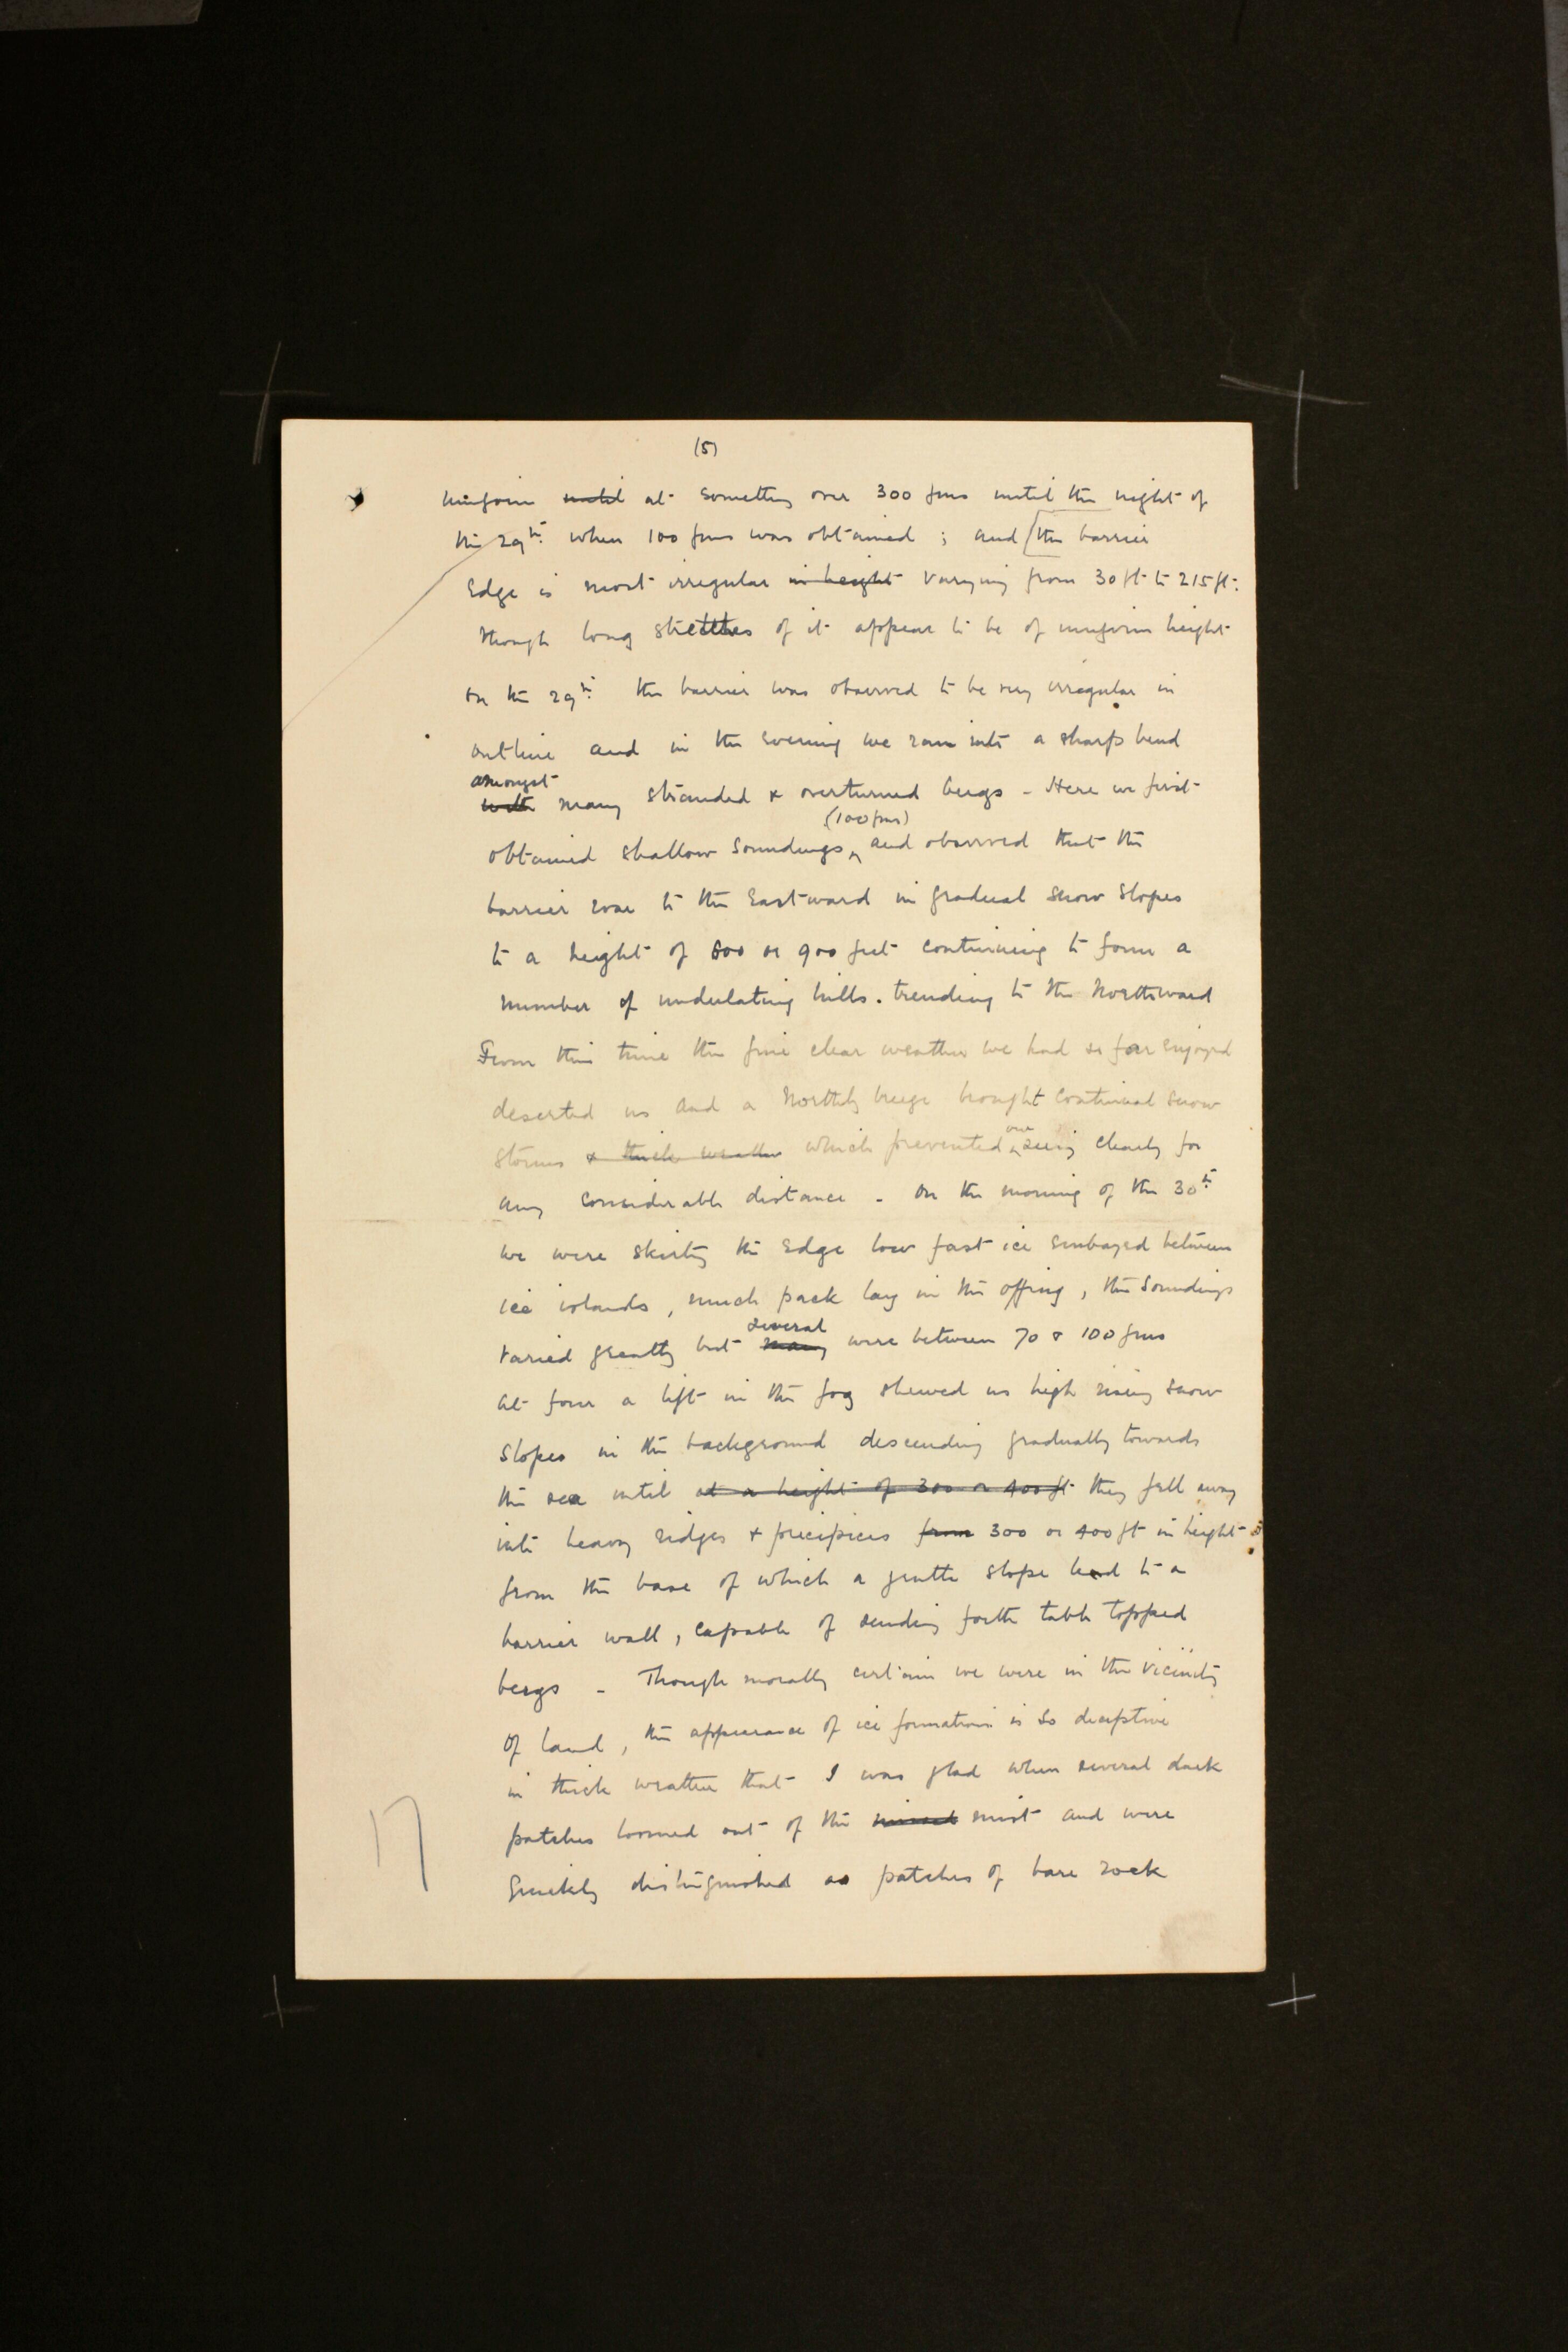 (5)
uniform until at something over 300 fms until the night of
the 29th when 100 fms was obtained ; and [the barrier
Edge is most irregular in height varying from 30 ft to 215 ft.
though long stretches of it appear to be of uniform height
On the 29th the barrier was observed to be very irregular in
outline and in the evening we ran into a sharp bend
amongst
with many stranded & overturned bergs - Here we first
(100 fms)
obtained shallow soundings, and observed that the
barrier rose to the Eastward in gradual snow slopes
to a height of 800 or 900 feet continuing to form a
number of undulating hills. trending to the Northward
From this time the fine clear weather we had so far enjoyed
deserted us and a Northly breeze brought continual snow
our
storms & thick weather which prevented seeing clearly for
any considerable distance - On the morning of the 30th
we were skirting the Edge low fast ice embayed between
ice islands, much pack lay in the offing, the soundings
several
varied greatly but many were between 70 & 100 fms
at four a lift in the fog shewed us high rising snow
slopes in the background descending gradually towards
the sea until at a height of 300 or 400 ft they fell away
into heavy ridges & precipices from 300 or 400 ft in height
from the base of which a gentle slope lead to a
barrier wall, capable of sending forth table topped
bergs - Though morally certain we were in the vicinity
of land, the appearance of ice formation is so deceptive
in thick weather that I was glad when several dark
patches loomed out of the mist and were
quickly distinguished as patches of bare rock
17